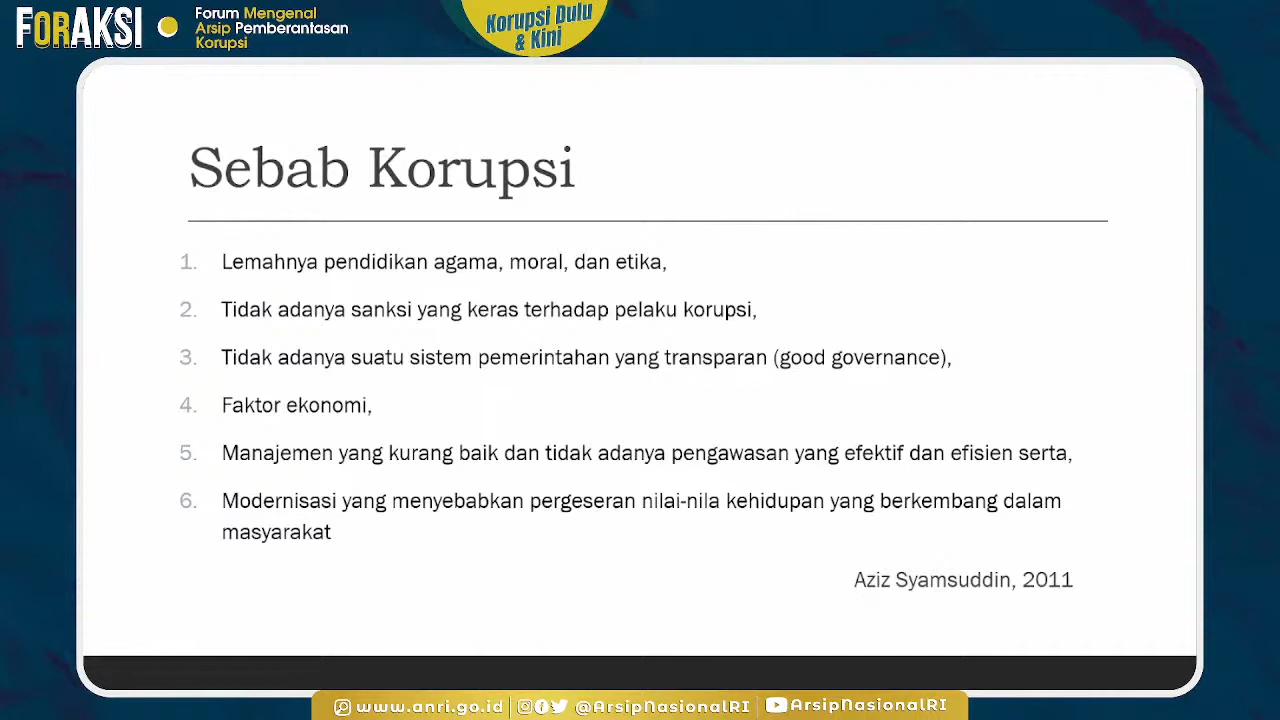 FORAKSI
Forum Mengenal
Arsip Pemberantasan
Korupsi
Korupsi Dulu
& Kini
Sebab Korupsi
1. Lemahnya pendidikan agama, moral, dan etika,
2. Tidak adanya sanksi yang keras terhadap pelaku korupsi,
3. Tidak adanya suatu sistem pemerintahan yang transparan (good governance),
4. Faktor ekonomi,
5. Manajemen yang kurang baik dan tidak adanya pengawasan yang efektif dan efisien serta,
6. Modernisasi yang menyebabkan pergeseran nilai-nila kehidupan yang berkembang dalam
masyarakat
Aziz Syamsuddin, 2011
www.anri.go.id @ArsipNasionalRI ArsipNasionalRI